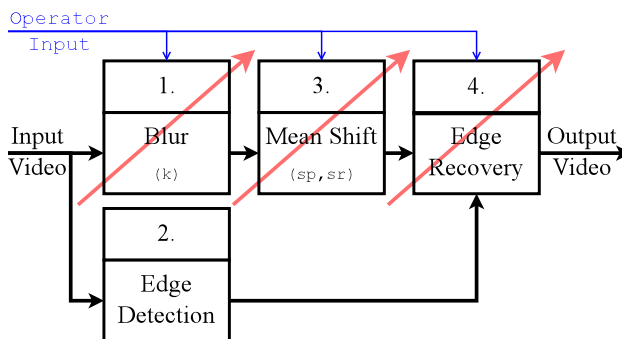 Operator
Input
1.
3.
4.
Input
Video
Blur
(k)
Mean Shift
(sp,sr)
Edge
Recovery
Output
Video
2.
Edge
Detection